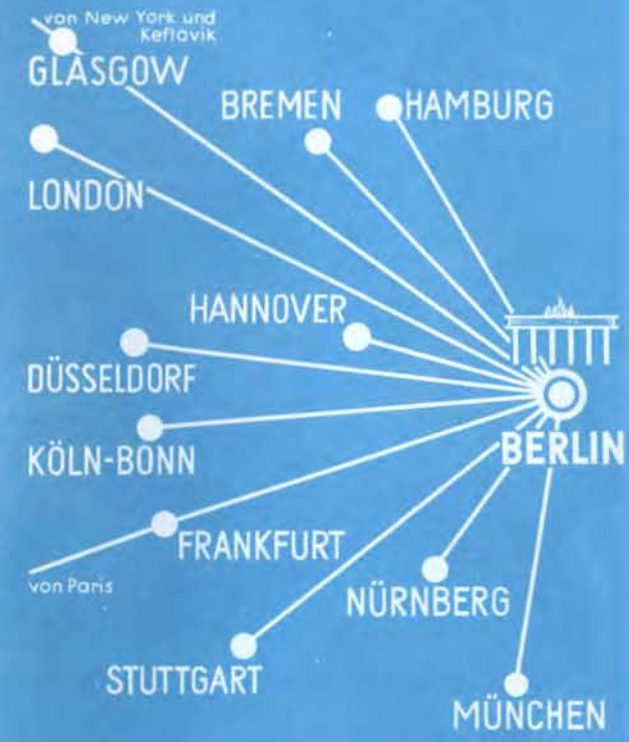 von New York und
Keflavik
GLASGOW
BREMEN
HAMBURG
LONDON
HANNOVER
DÜSSELDORF
KÖLN-BONN
BERLIN
FRANKFURT
von Paris
NÜRNBERG
STUTTGART
MÜNCHEN